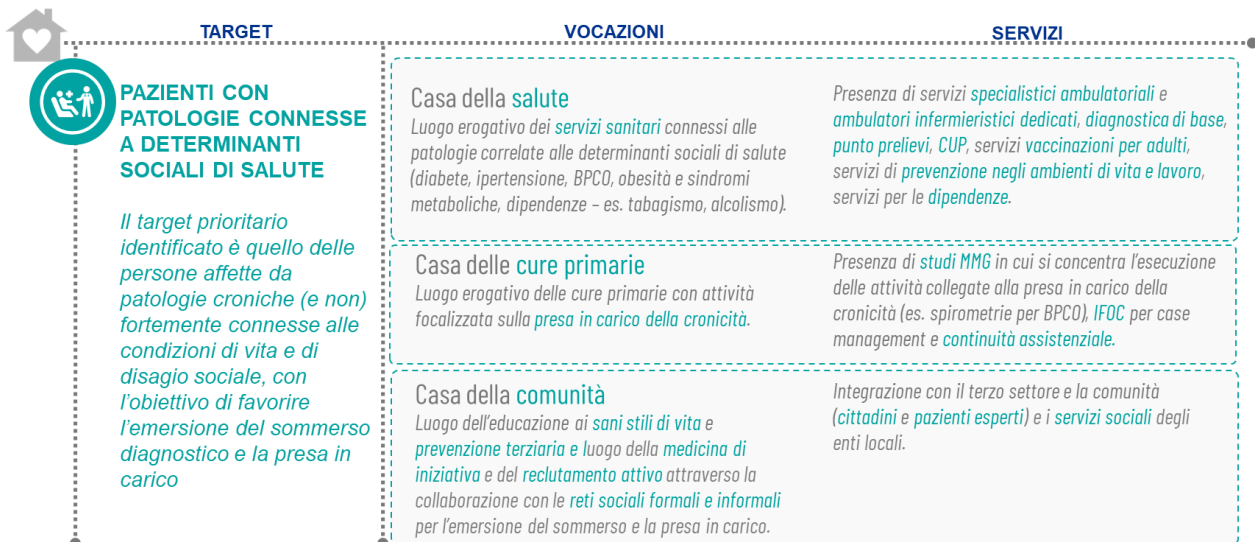 TARGET
VOCAZIONI
SERVIZI
PAZIENTI CON
PATOLOGIE CONNESSE
A DETERMINANTI
SOCIALI DI SALUTE
Il target prioritario
identificato è quello delle
persone affette da
patologie croniche (e non)
fortemente connesse alle
condizioni di vita e di
disagio sociale, con
l'obiettivo di favorire
l'emersione del sommerso
diagnostico e la presa in
carico
Casa della salute
Luogo erogativo dei servizi sanitari connessi alle
patologie correlate alle determinanti sociali di salute
(diabete, ipertensione, BPCO, obesità e sindromi
metaboliche, dipendenze – es. tabagismo, alcolismo).
Presenza di servizi specialistici ambulatoriali e
ambulatori infermieristici dedicati, diagnostica di base,
punto prelievi, CUP, servizi vaccinazioni per adulti,
servizi di prevenzione negli ambienti di vita e lavoro,
servizi per le dipendenze.
Casa delle cure primarie
Luogo erogativo delle cure primarie con attività
focalizzata sulla presa in carico della cronicità.
Presenza di studi MMG in cui si concentra l'esecuzione
delle attività collegate alla presa in carico della
cronicità (es. spirometrie per BPCO), IFOC per case
management e continuità assistenziale.
Casa della comunità
Luogo dell'educazione ai sani stili di vita e
prevenzione terziaria e luogo della medicina di
iniziativa e del reclutamento attivo attraverso la
collaborazione con le reti sociali formali e informali
per l'emersione del sommerso e la presa in carico.
Integrazione con il terzo settore e la comunità
(cittadini e pazienti esperti) e i servizi sociali degli
enti locali.